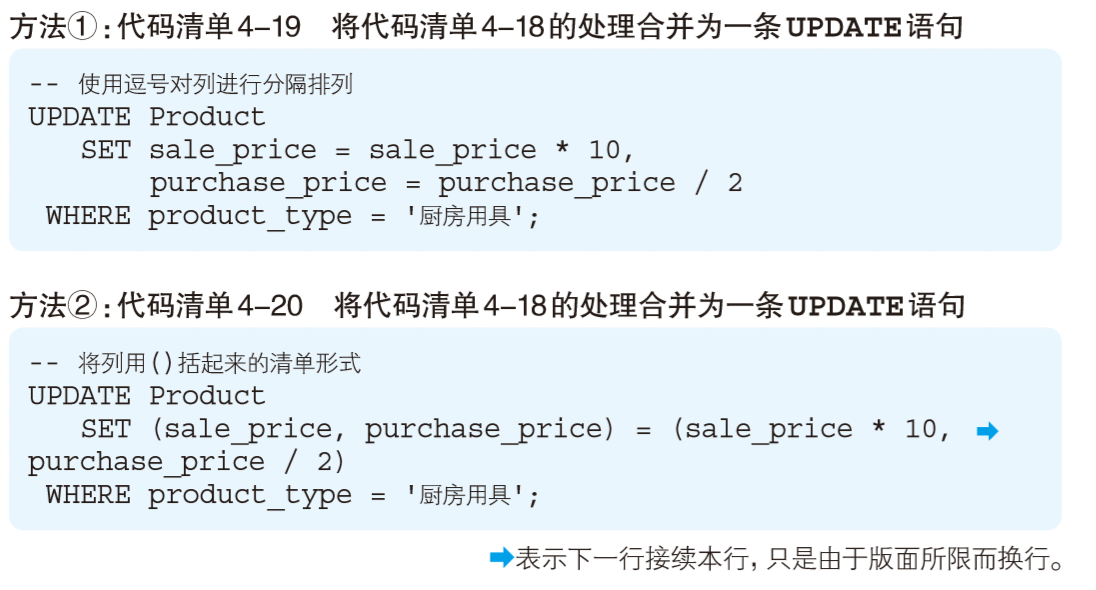 方法①：代码清单4-19　将代码清单4-18的处理合并为一条UPDATE语句
-- 使用逗号对列进行分隔排列
UPDATE Product
   SET sale_price = sale_price * 10,
       purchase_price = purchase_price / 2
 WHERE product_type = '厨房用具';
方法②：代码清单4-20　将代码清单4-18的处理合并为一条UPDATE语句
-- 将列用()括起来的清单形式
UPDATE Product
   SET (sale_price, purchase_price) = (sale_price * 10, ➡
purchase_price / 2)
 WHERE product_type = '厨房用具';
➡表示下一行接续本行，只是由于版面所限而换行。